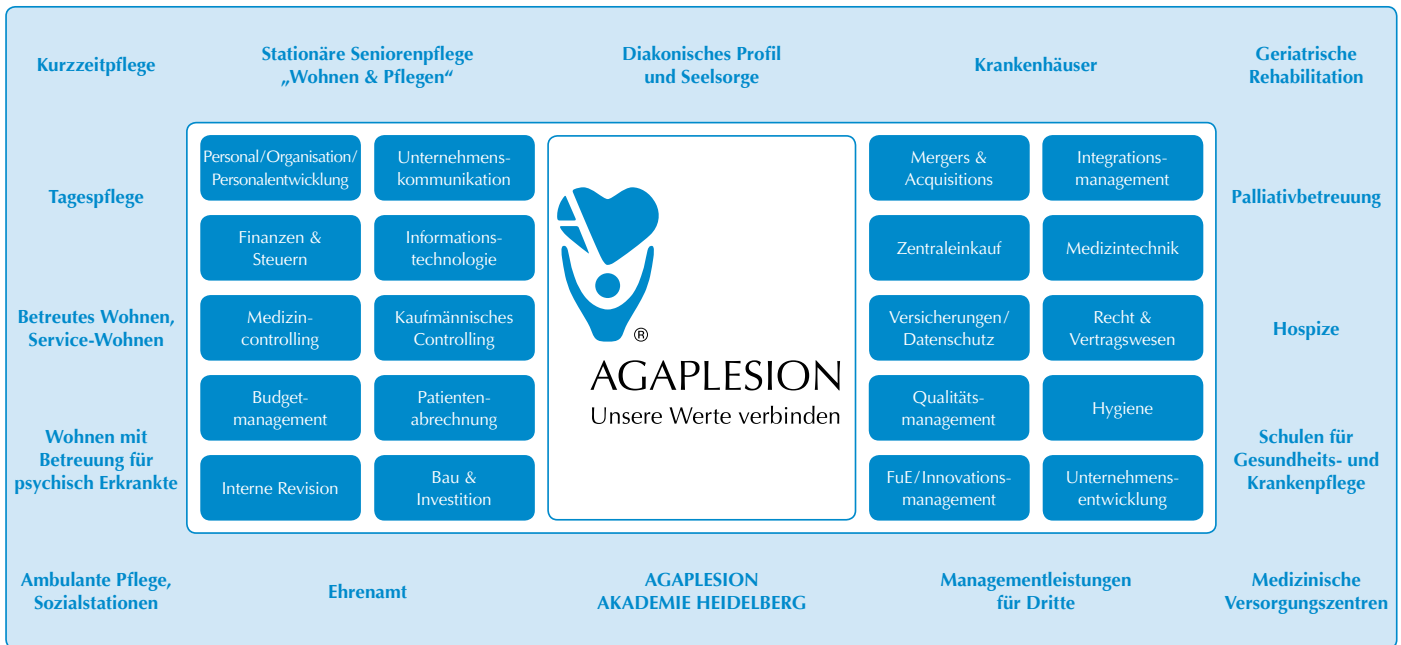 Kurzzeitpflege
Stationäre Seniorenpflege
„Wohnen & Pflegen“
Diakonisches Profil
und Seelsorge
Krankenhäuser
Geriatrische
Rehabilitation
Tagespflege
Betreutes Wohnen,
Service-Wohnen
Wohnen mit
Betreuung für
psychisch Erkrankte
Personal/Organisation/
Personalentwicklung
Unternehmens-
kommunikation
Finanzen &
Steuern
Informations-
technologie
Medizin-
controlling
Kaufmännisches
Controlling
Budget-
management
Patienten-
abrechnung
Interne Revision
Bau &
Investition
®
AGAPLESION
Unsere Werte verbinden
Mergers &
Acquisitions
Integrations-
management
Zentraleinkauf
Medizintechnik
Versicherungen/
Datenschutz
Recht &
Vertragswesen
Qualitäts-
management
Hygiene
FuE/Innovations-
management
Unternehmens-
entwicklung
Palliativbetreuung
Hospize
Schulen für
Gesundheits- und
Krankenpflege
Ambulante Pflege,
Sozialstationen
Ehrenamt
AGAPLESION
AKADEMIE HEIDELBERG
Managementleistungen
für Dritte
Medizinische
Versorgungszentren